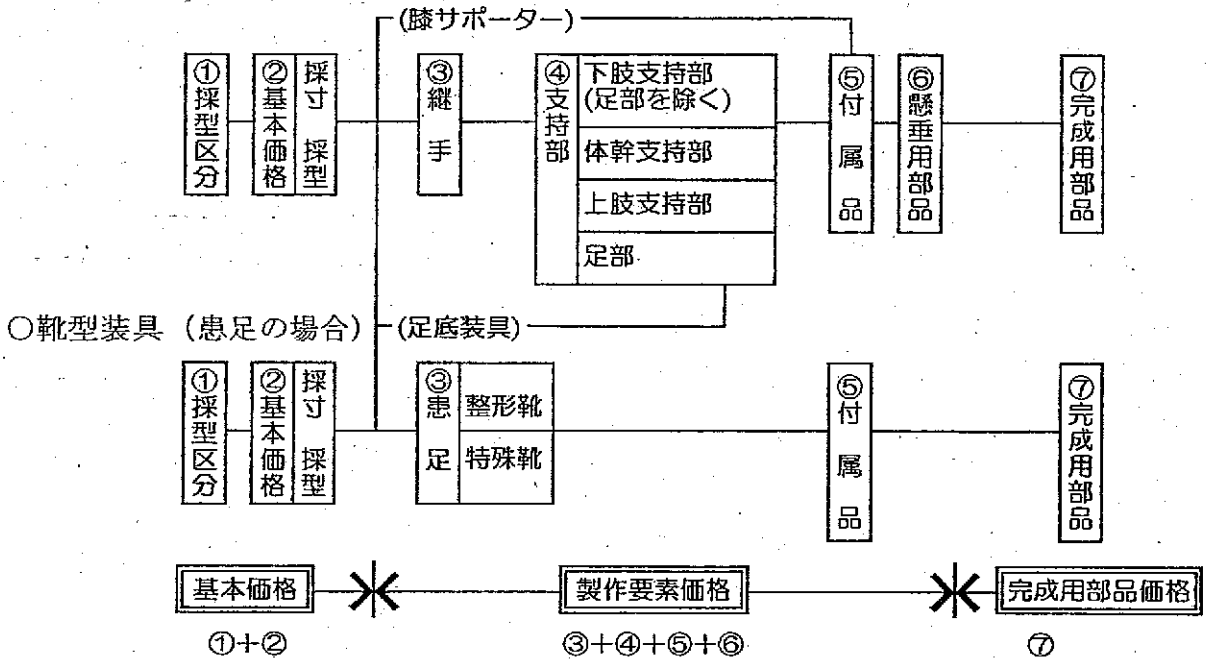 (膝サポーター)
①採型区分
②基本価格
採寸 採型
③継手
④支持部
下肢支持部
(足部を除く)
体幹支持部
上肢支持部
足部
⑤付属品
⑥懸垂用部品
⑦完成用部品
○靴型装具(患足の場合)
(足底装具)
①採型区分
②基本価格
採寸 採型
③患足
整形靴
特殊靴
⑤付属品
⑦完成用部品
基本価格
製作要素価格
完成用部品価格
①+②
③+④+⑤+⑥
⑦